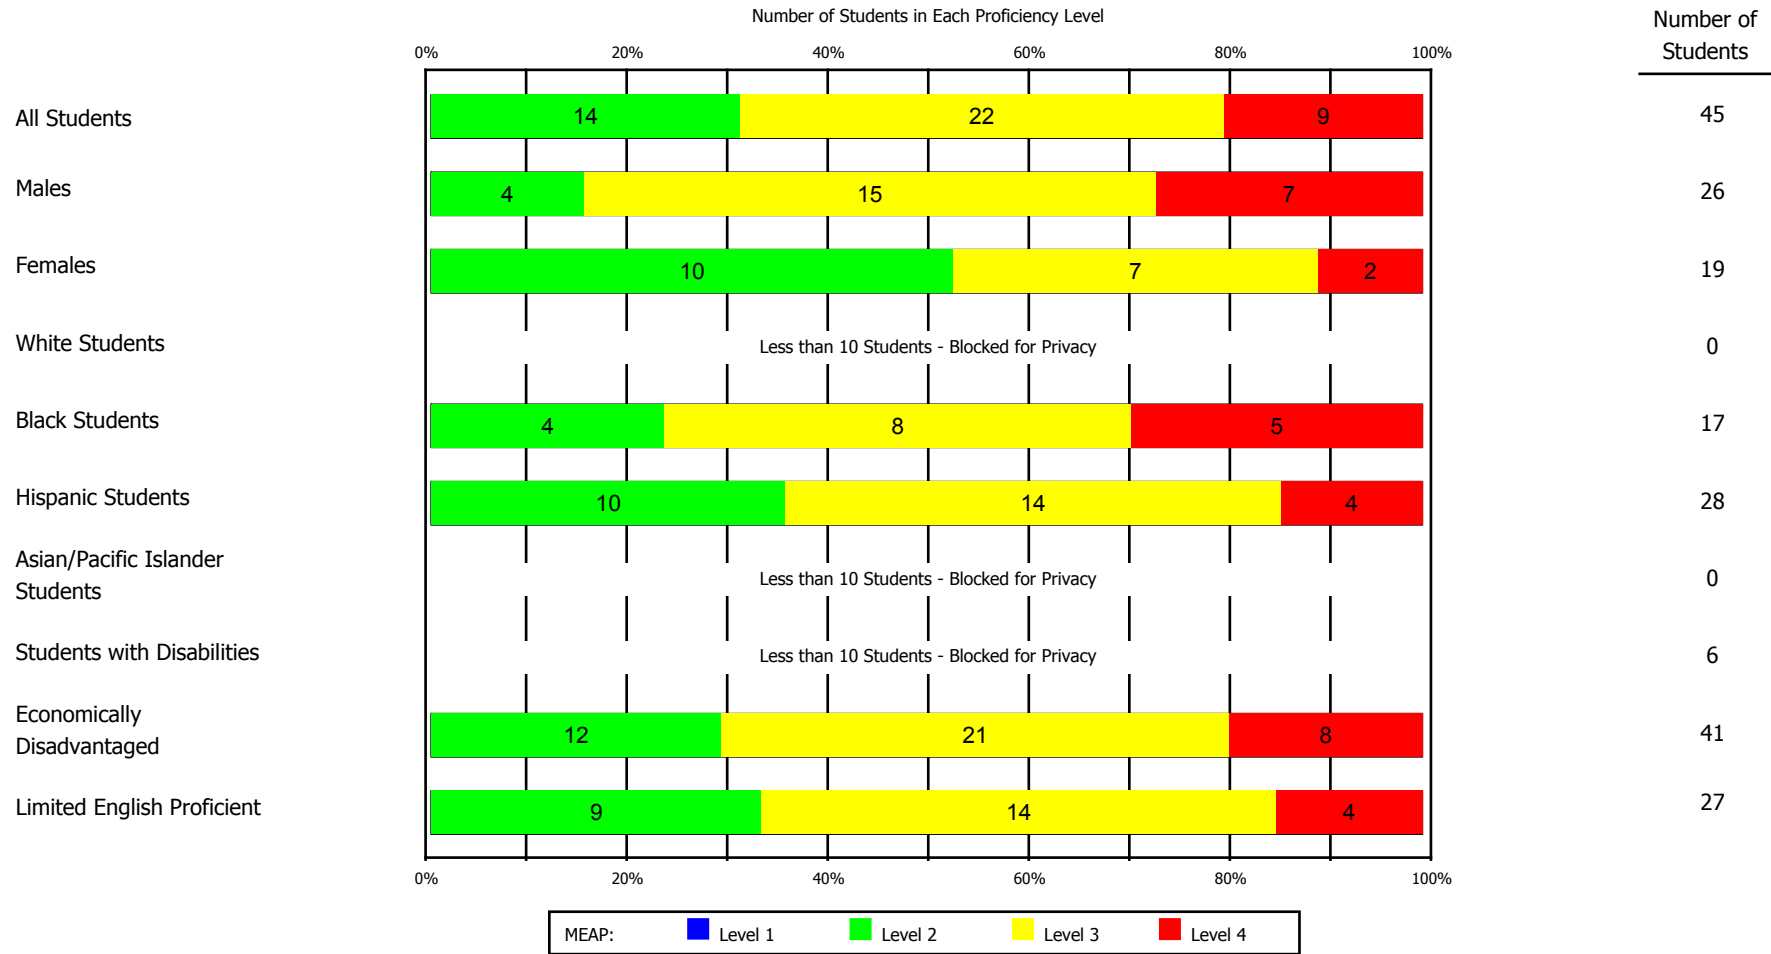 Number of Students in Each Proficiency Level
Number of
Students
0% 20% 40% 60% 80% 100%
All Students 14 22 9 45
Males 4 15 7 26
Females 10 7 2 19
White Students Less than 10 Students - Blocked for Privacy 0
Black Students 4 8 5 17
Hispanic Students 10 14 4 28
Asian/Pacific Islander
Students Less than 10 Students - Blocked for Privacy 0
Students with Disabilities Less than 10 Students - Blocked for Privacy 6
Economically
Disadvantaged 12 21 8 41
Limited English Proficient 9 14 4 27
0% 20% 40% 60% 80% 100%
MEAP: Level 1 Level 2 Level 3 Level 4